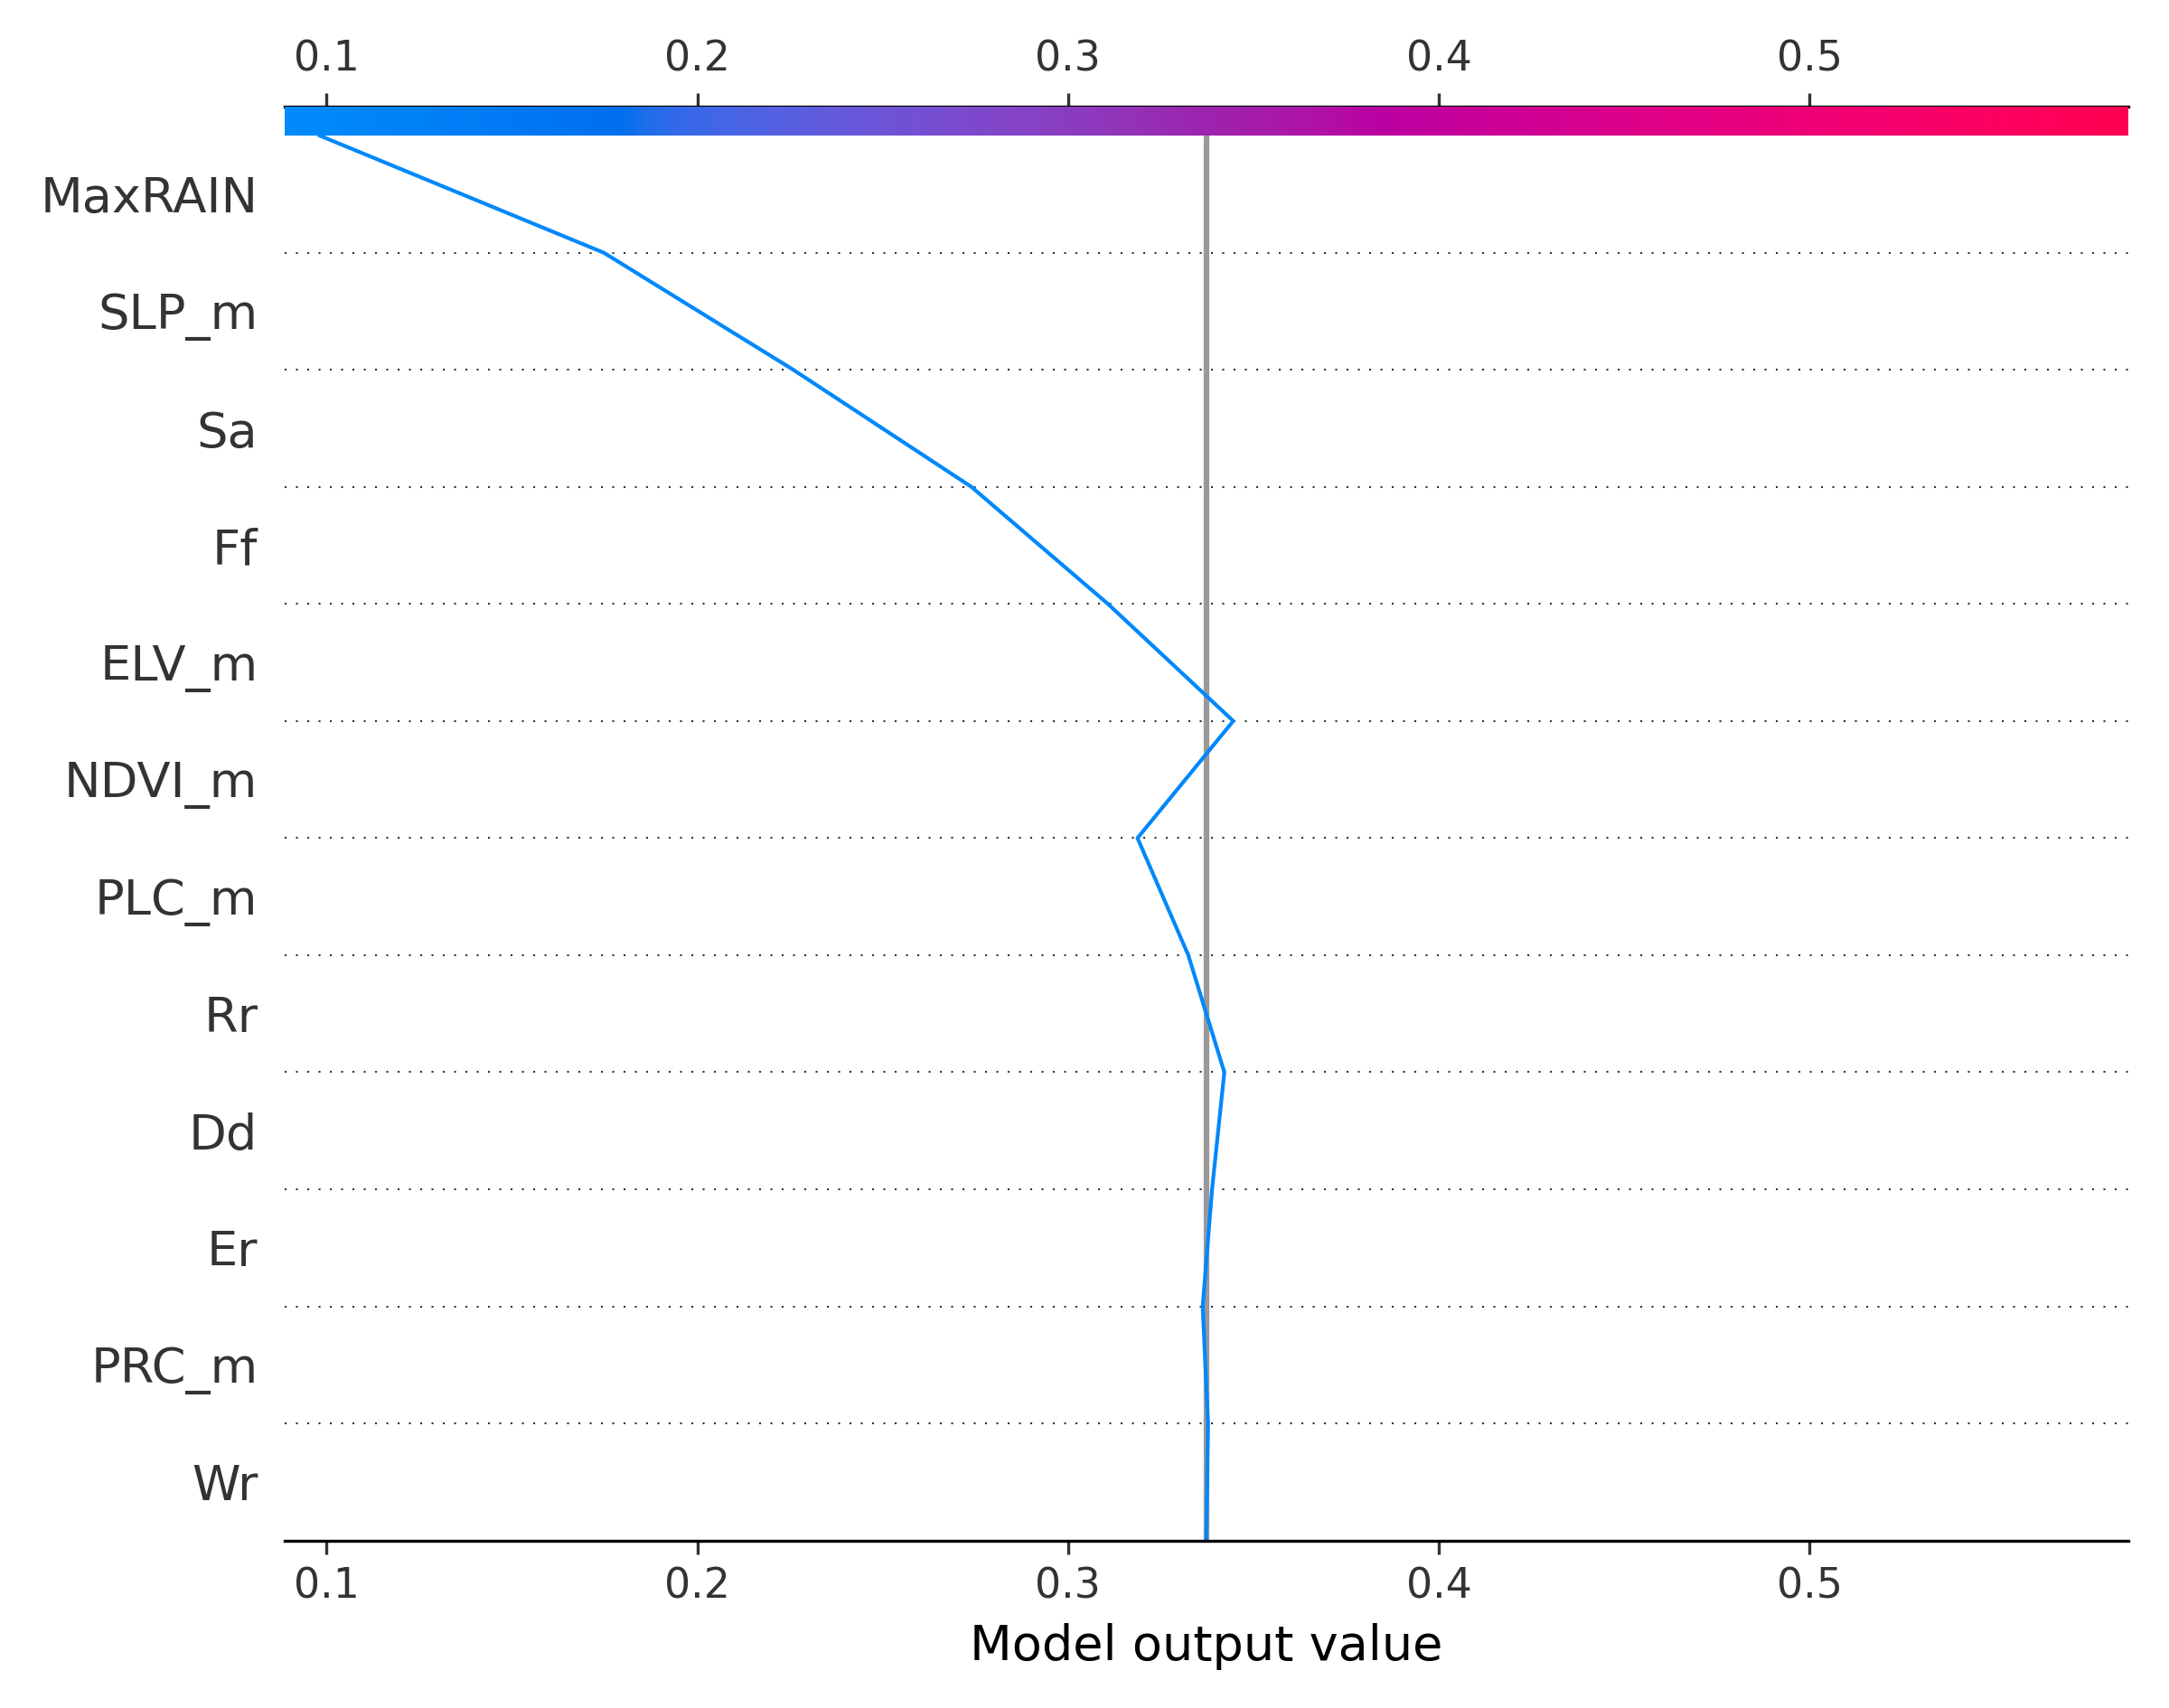 0.1 0.2 0.3 0.4 0.5
MaxRAIN
SLP_m
Sa
Ff
ELV_m
NDVI_m
PLC_m
Rr
Dd
Er
PRC_m
Wr
0.1 0.2 0.3 0.4 0.5
Model output value